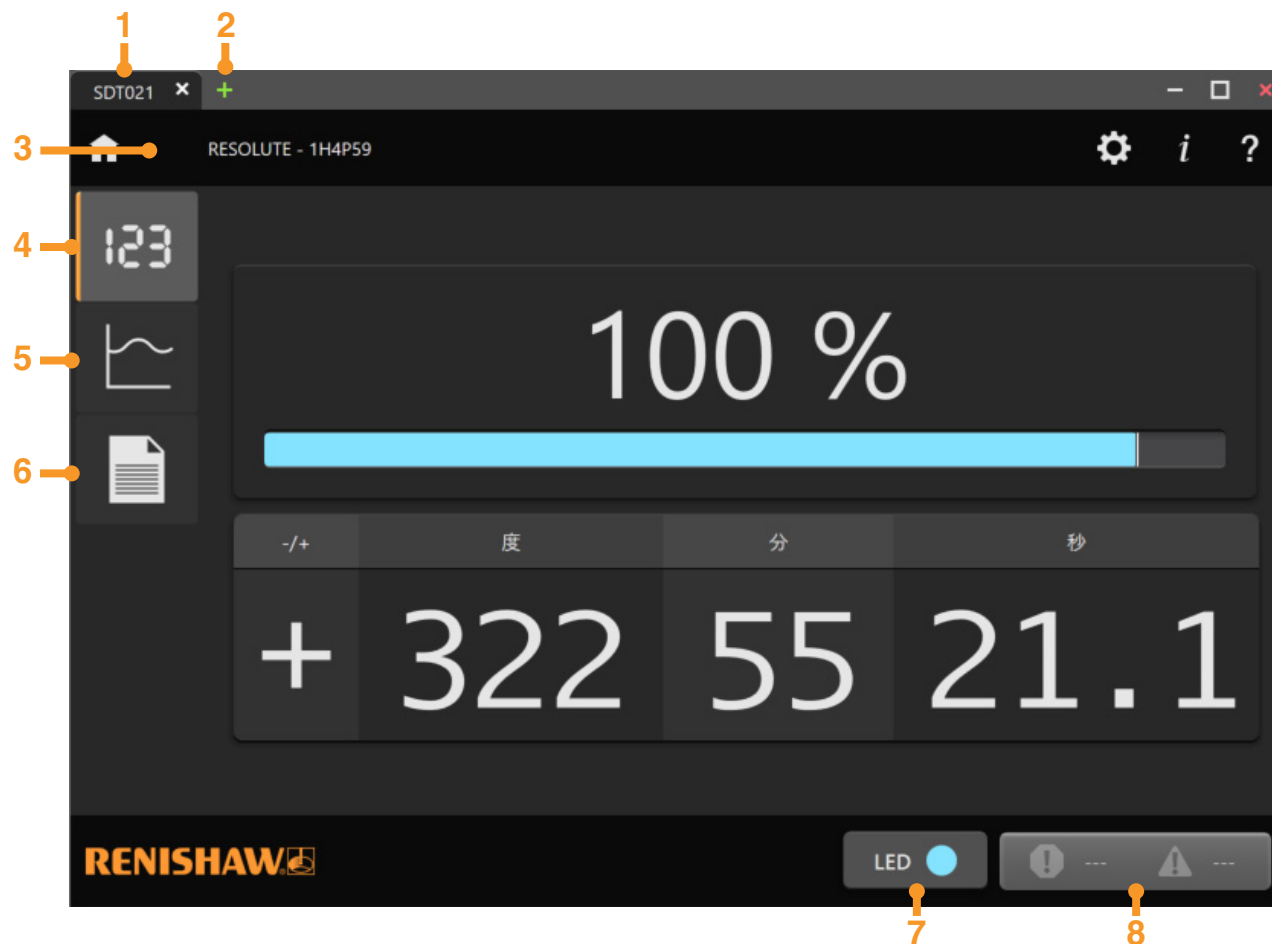 1 2
SDT021
3 RESOLUTE - 1H4P59 i ?
4 123
100 %
5
6
-/+ 度 分 秒
+ 322 55 21.1
RENISHAW LED ! --- ! ---
7 8